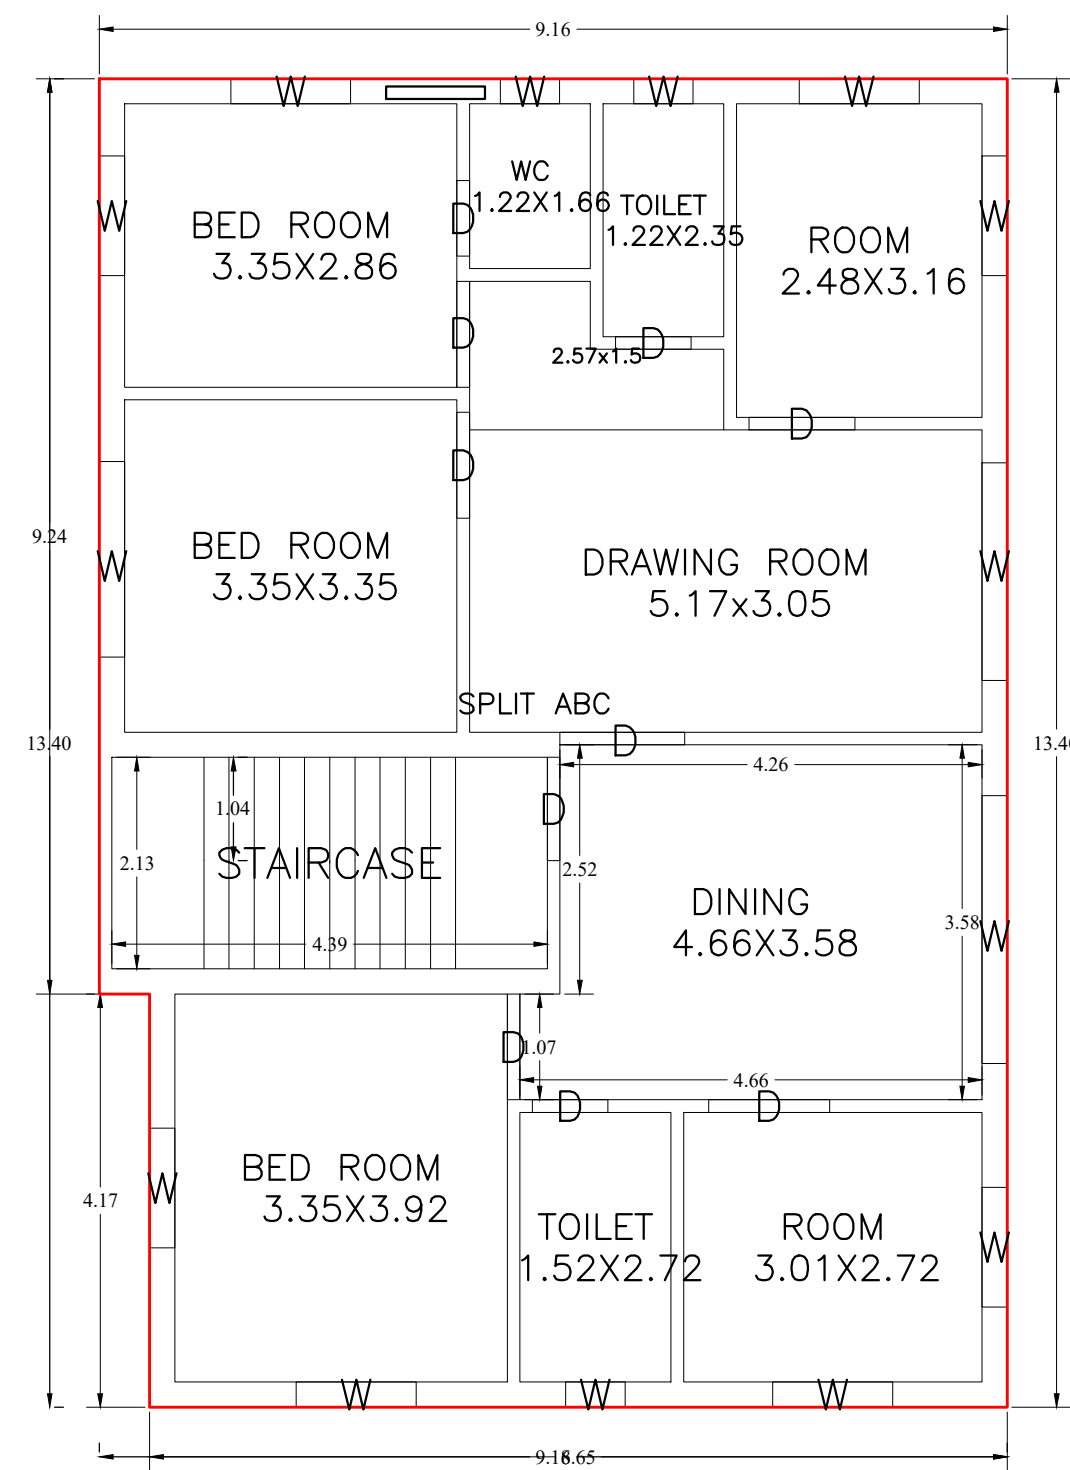 9.16
W
W
W
W
WC
1.22X1.66
TOILET
1.22X2.35
BED ROOM
3.35X2.86
ROOM
2.48X3.16
W
W
D
D
D
2.57x1.5
D
D
BED ROOM
3.35X3.35
DRAWING ROOM
5.17x3.05
W
W
9.24
SPLIT ABC
13.40
D
4.26
1.04
D
2.13
STAIRCASE
2.52
4.39
DINING
4.66X3.58
3.58
W
D
1.07
4.66
D
D
BED ROOM
3.35X3.92
W
4.17
TOILET
1.52X2.72
ROOM
3.01X2.72
W
W
W
W